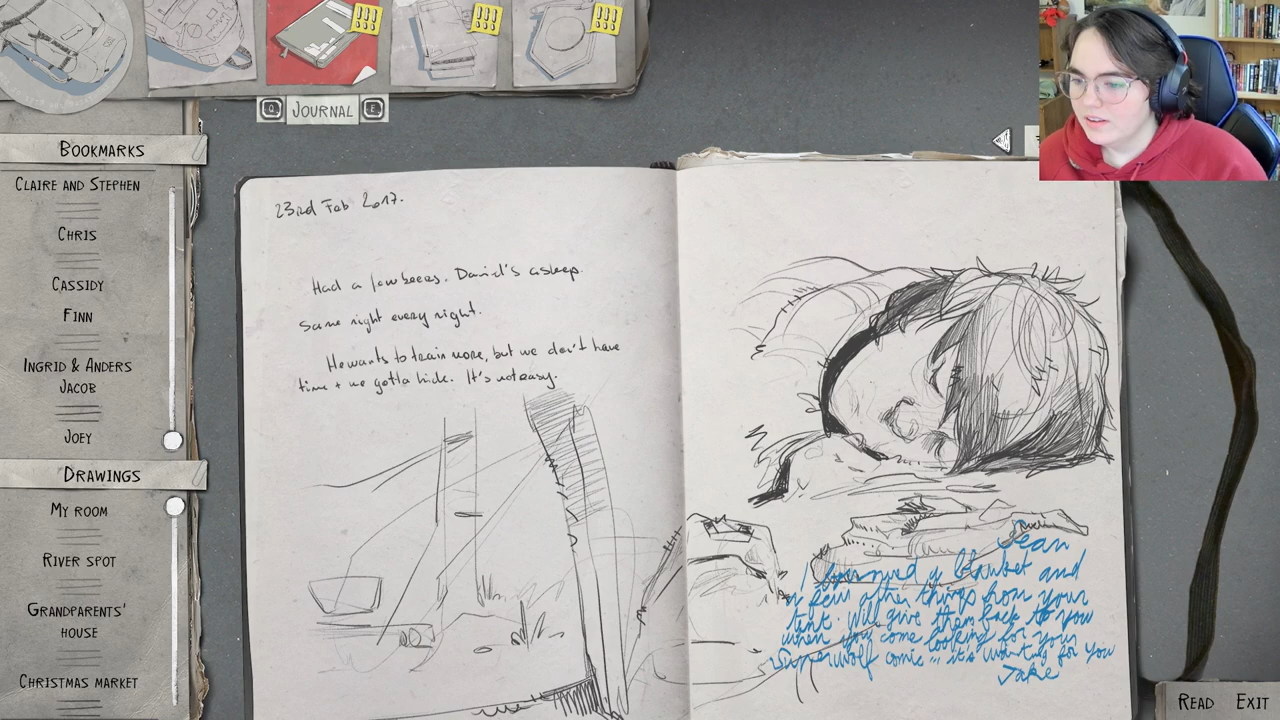 JOURNAL
Q
E
BOOKMARKS
CLAIRE AND STEPHEN
CHRIS
CASSIDY
FINN
INGRID & ANDERS
JACOB
JOEY
DRAWINGS
MY ROOM
RIVER SPOT
GRANDPARENTS'
HOUSE
CHRISTMAS MARKET
23rd Feb 2017.
Had a few beers. Daniel's asleep.
Same night every night.
He wants to train more, but we don't have
time + we gotta hide. It's not easy.
Sean
I borrowed y blanket and
a few other things from your
tent. Will give them back to you
when you come looking for your
Superwolf comic... it's waiting for you
Jake
READ
EXIT